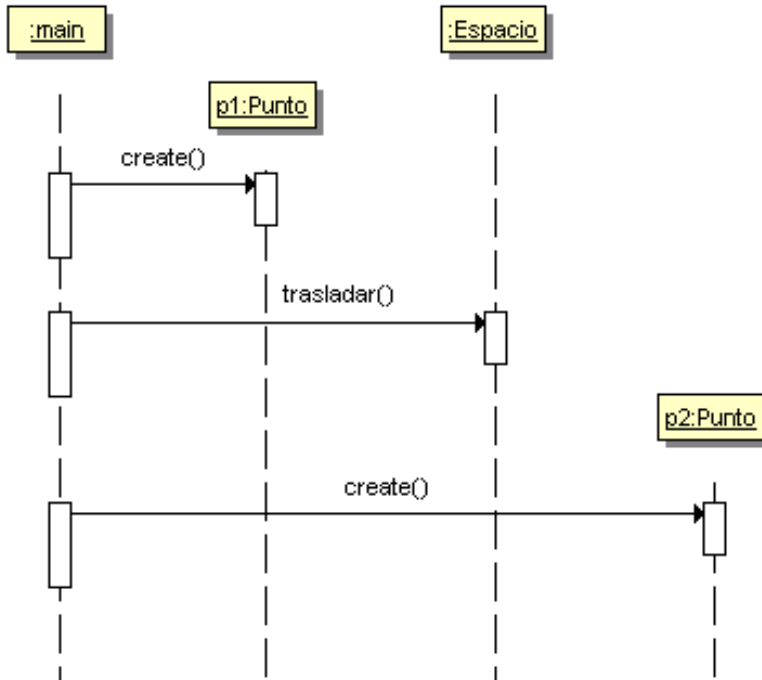 :main
:Espacio
p1:Punto
create()
trasladar()
p2:Punto
create()